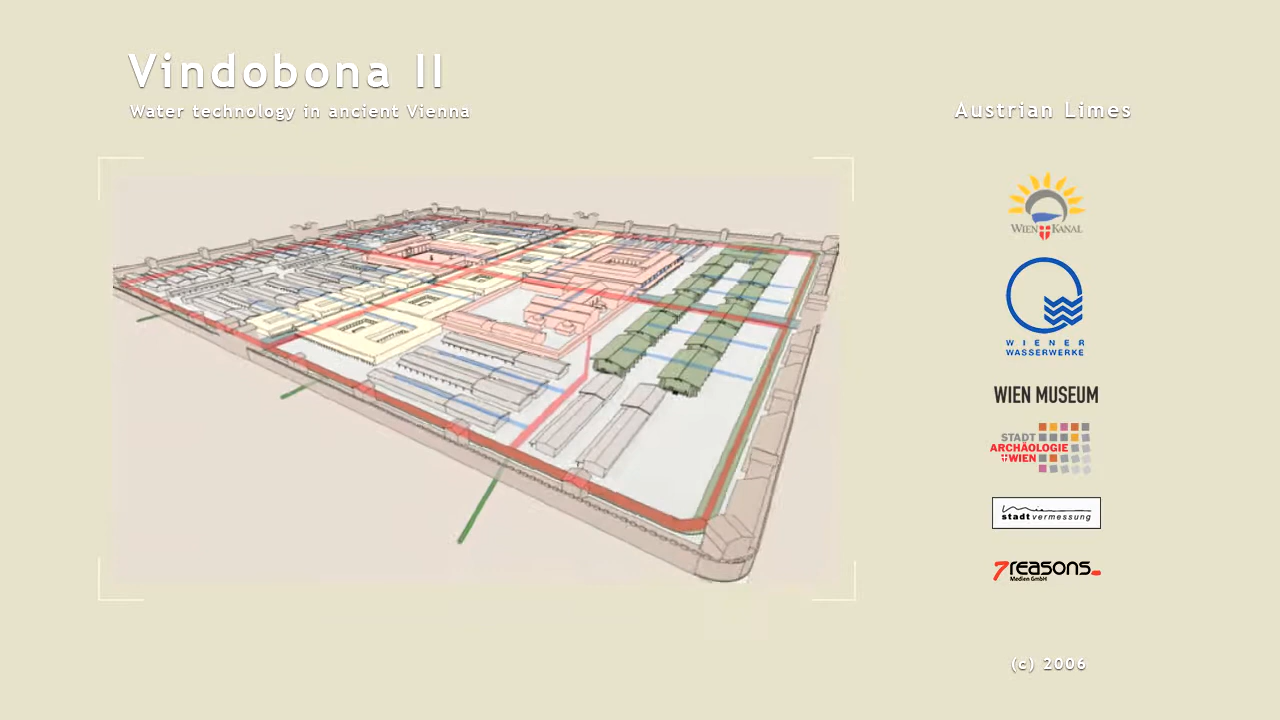 Vindobona II
Water technology in ancient Vienna
Austrian Limes
WIEN KANAL
WIENER
WASSERWERKE
WIEN MUSEUM
STADT
ARCHÄOLOGIE
WIEN
stadtvermessung
7reasons
Medien GmbH
(c) 2006